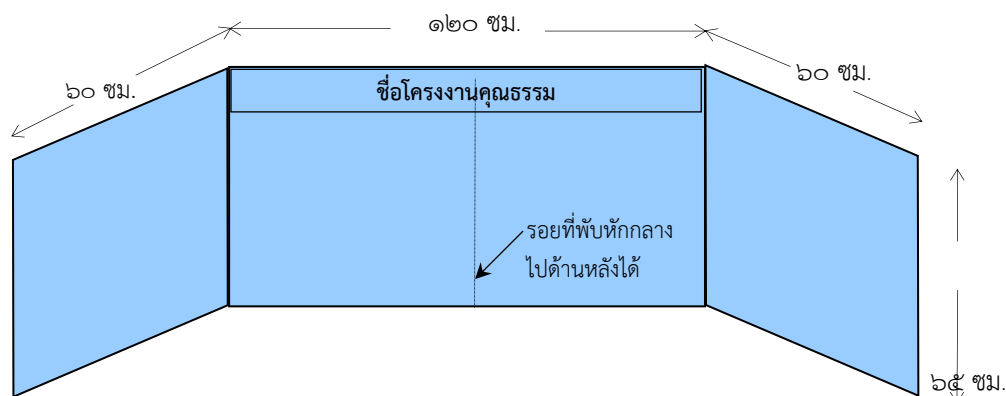 ๑๒๐ ซม.
๖๐ ซม.
๖๐ ซม.
ชื่อโครงงานคุณธรรม
รอยที่พับหักกลาง
ไปด้านหลังได้
๖๕ ซม.